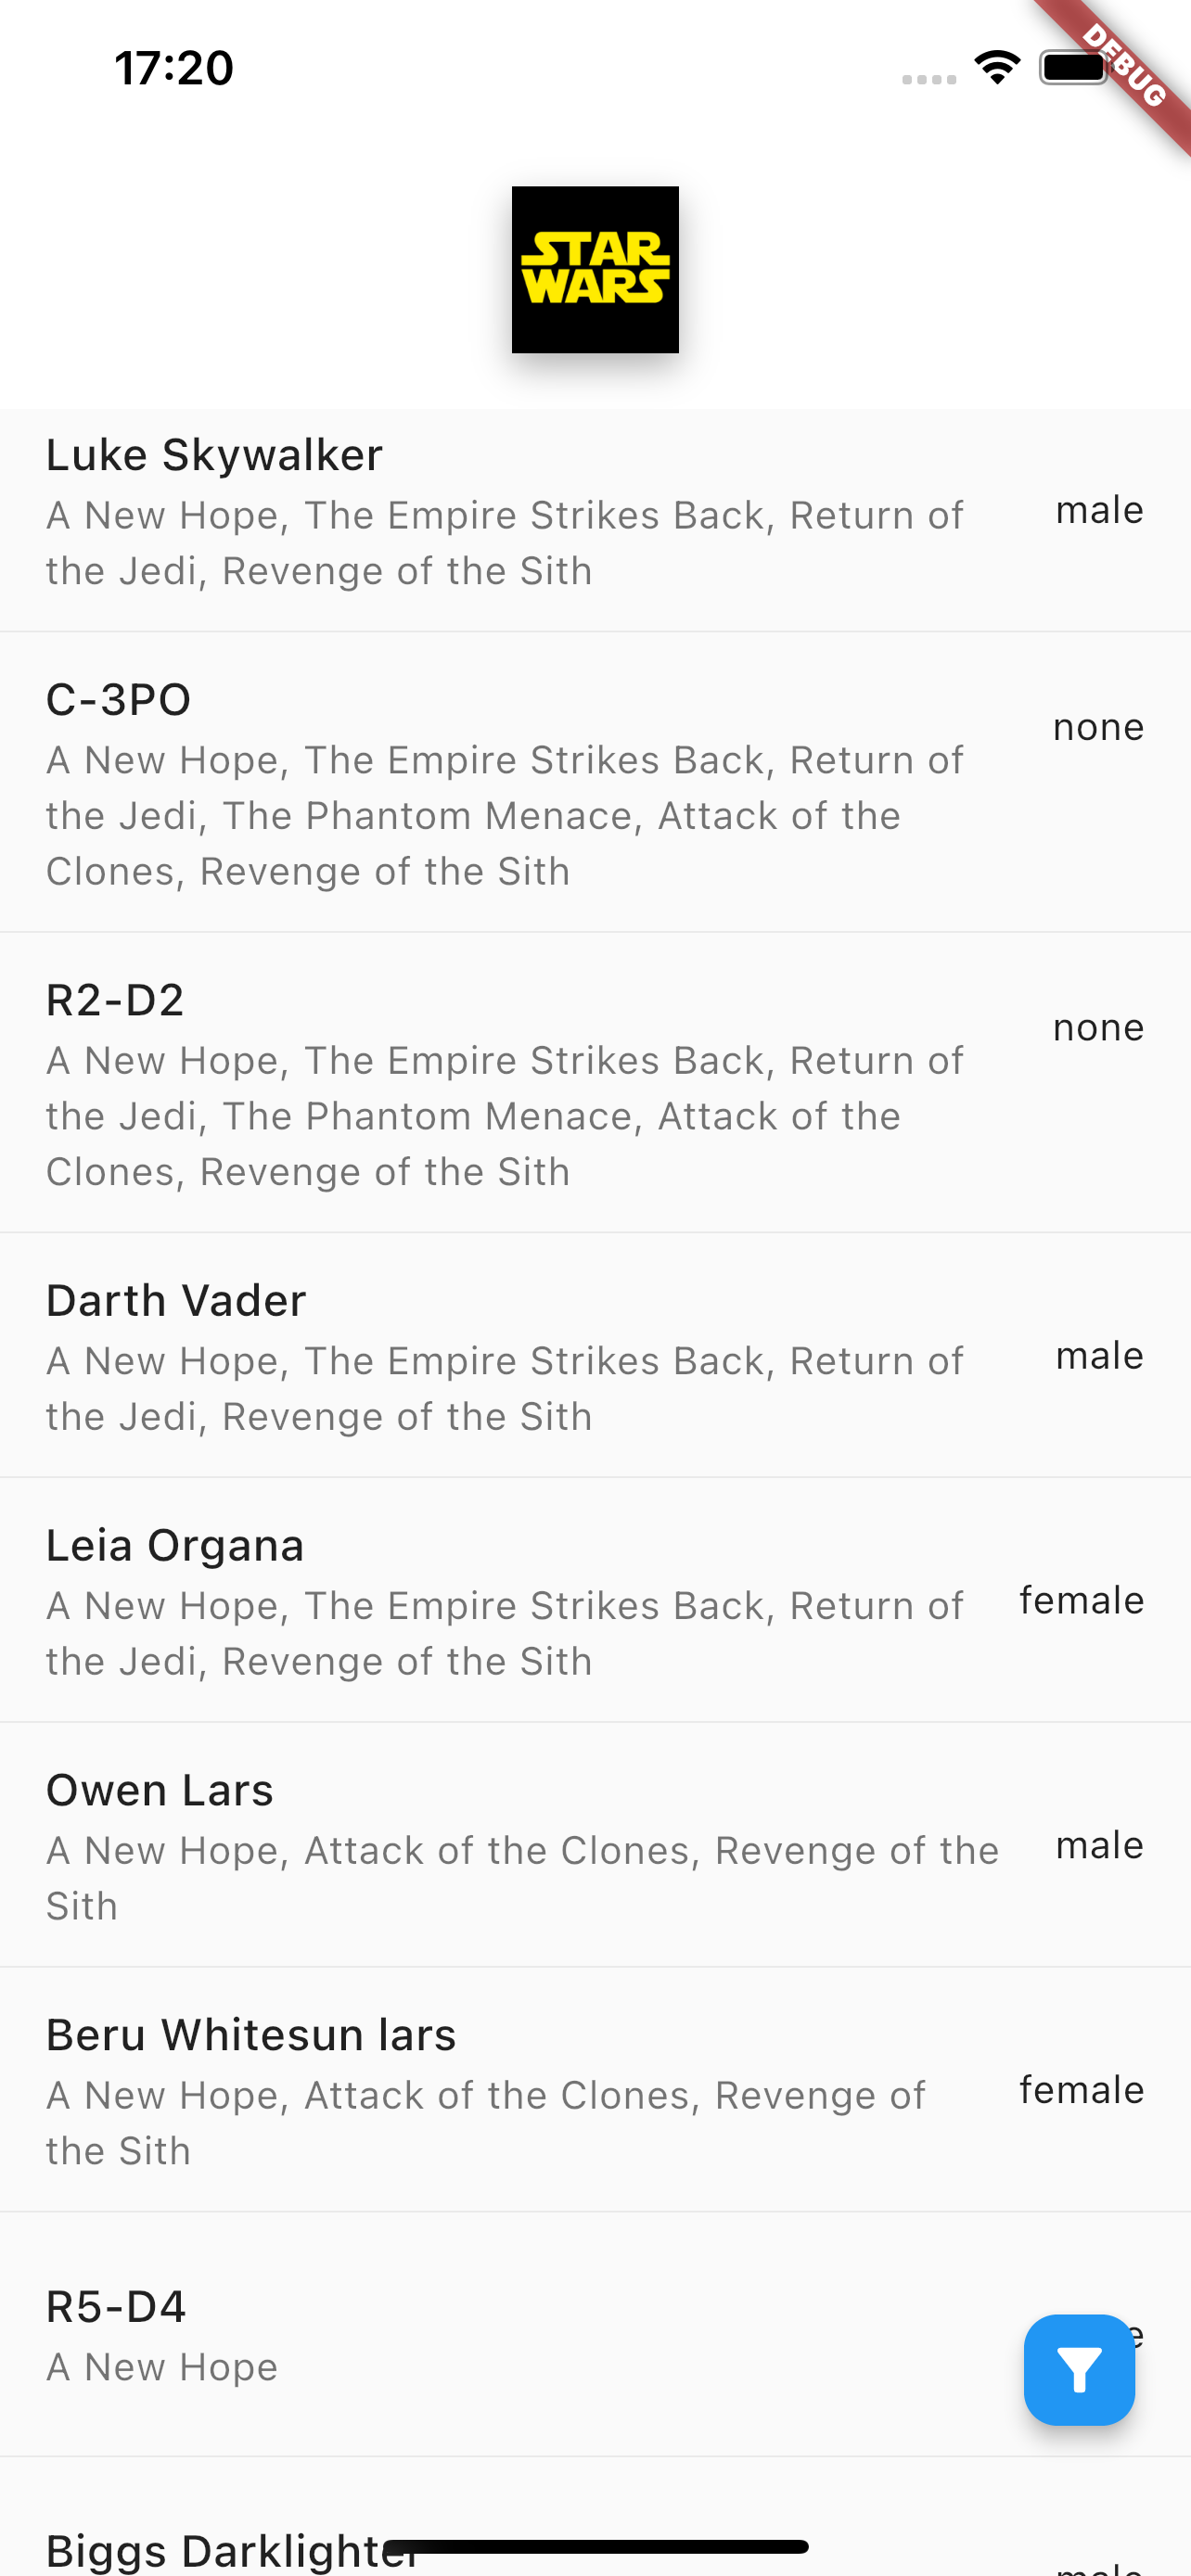 17:20
DEBUG
STAR
WARS
Luke Skywalker
A New Hope, The Empire Strikes Back, Return of
the Jedi, Revenge of the Sith
male
C-3PO
none
A New Hope, The Empire Strikes Back, Return of
the Jedi, The Phantom Menace, Attack of the
Clones, Revenge of the Sith
R2-D2
none
A New Hope, The Empire Strikes Back, Return of
the Jedi, The Phantom Menace, Attack of the
Clones, Revenge of the Sith
Darth Vader
A New Hope, The Empire Strikes Back, Return of
the Jedi, Revenge of the Sith
male
Leia Organa
A New Hope, The Empire Strikes Back, Return of
the Jedi, Revenge of the Sith
female
Owen Lars
A New Hope, Attack of the Clones, Revenge of the
Sith
male
Beru Whitesun lars
A New Hope, Attack of the Clones, Revenge of
the Sith
female
R5-D4
A New Hope
Biggs Darklighter
male